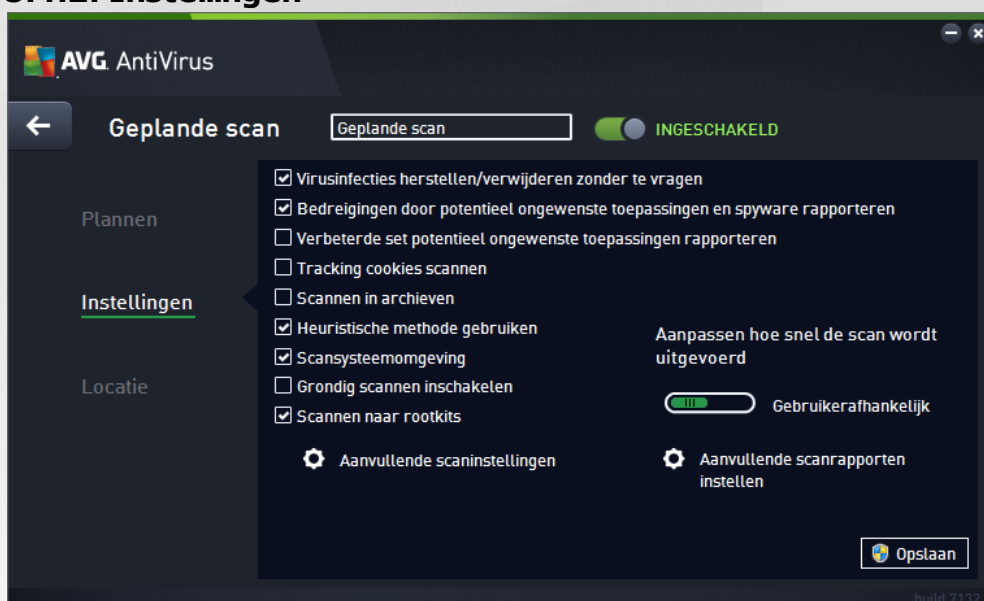 Instellingen
AVG. AntiVirus
Geplande scan
Geplande scan
INGESCHAKELD
Plannen
Instellingen
Locatie
Virusinfecties herstellen/verwijderen zonder te vragen
Bedreigingen door potentieel ongewenste toepassingen en spyware rapporteren
Verbeterde set potentieel ongewenste toepassingen rapporteren
Tracking cookies scannen
Scannen in archieven
Heuristische methode gebruiken
Scansysteemomgeving
Grondig scannen inschakelen
Scannen naar rootkits
Aanpassen hoe snel de scan wordt
uitgevoerd
Gebruikerafhankelijk
Aanvullende scaninstellingen
Aanvullende scanrapporten
instellen
Opslaan
build 7132